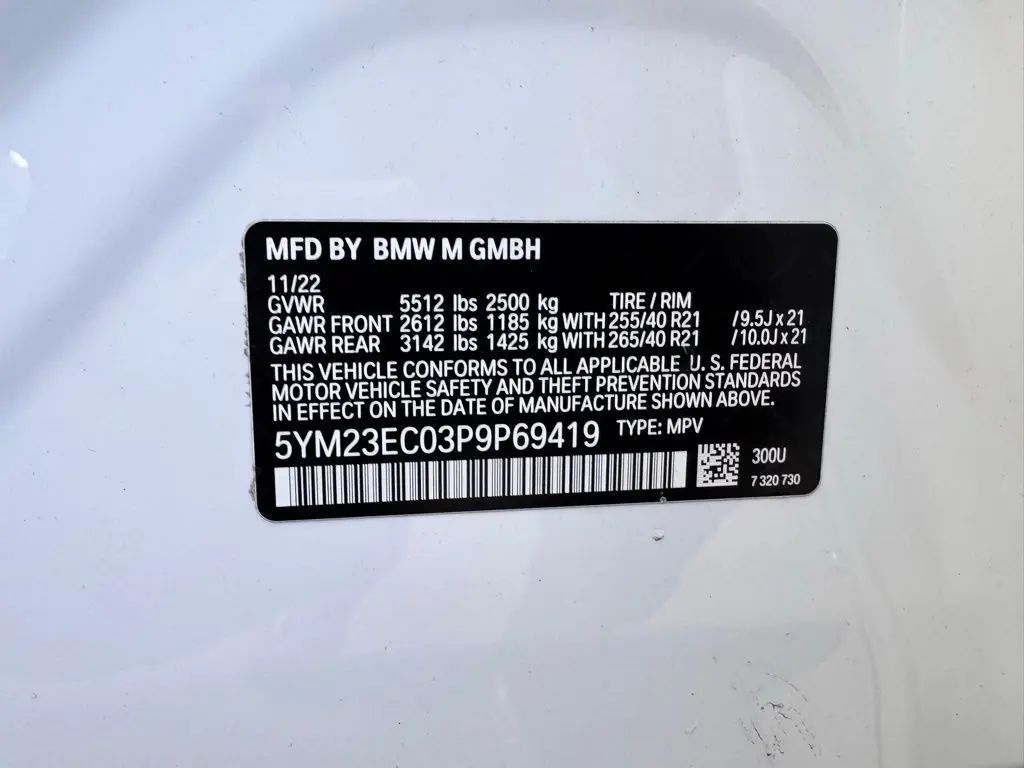 MFD BY BMW M GMBH
11/22
GVWR 5512 lbs 2500 kg TIRE / RIM
GAWR FRONT 2612 lbs 1185 kg WITH 255/40 R21 /9.5J x 21
GAWR REAR 3142 lbs 1425 kg WITH 265/40 R21 /10.0J x 21
THIS VEHICLE CONFORMS TO ALL APPLICABLE U. S. FEDERAL
MOTOR VEHICLE SAFETY AND THEFT PREVENTION STANDARDS
IN EFFECT ON THE DATE OF MANUFACTURE SHOWN ABOVE.
5YM23EC03P9P69419 TYPE: MPV
300U
7 320 730